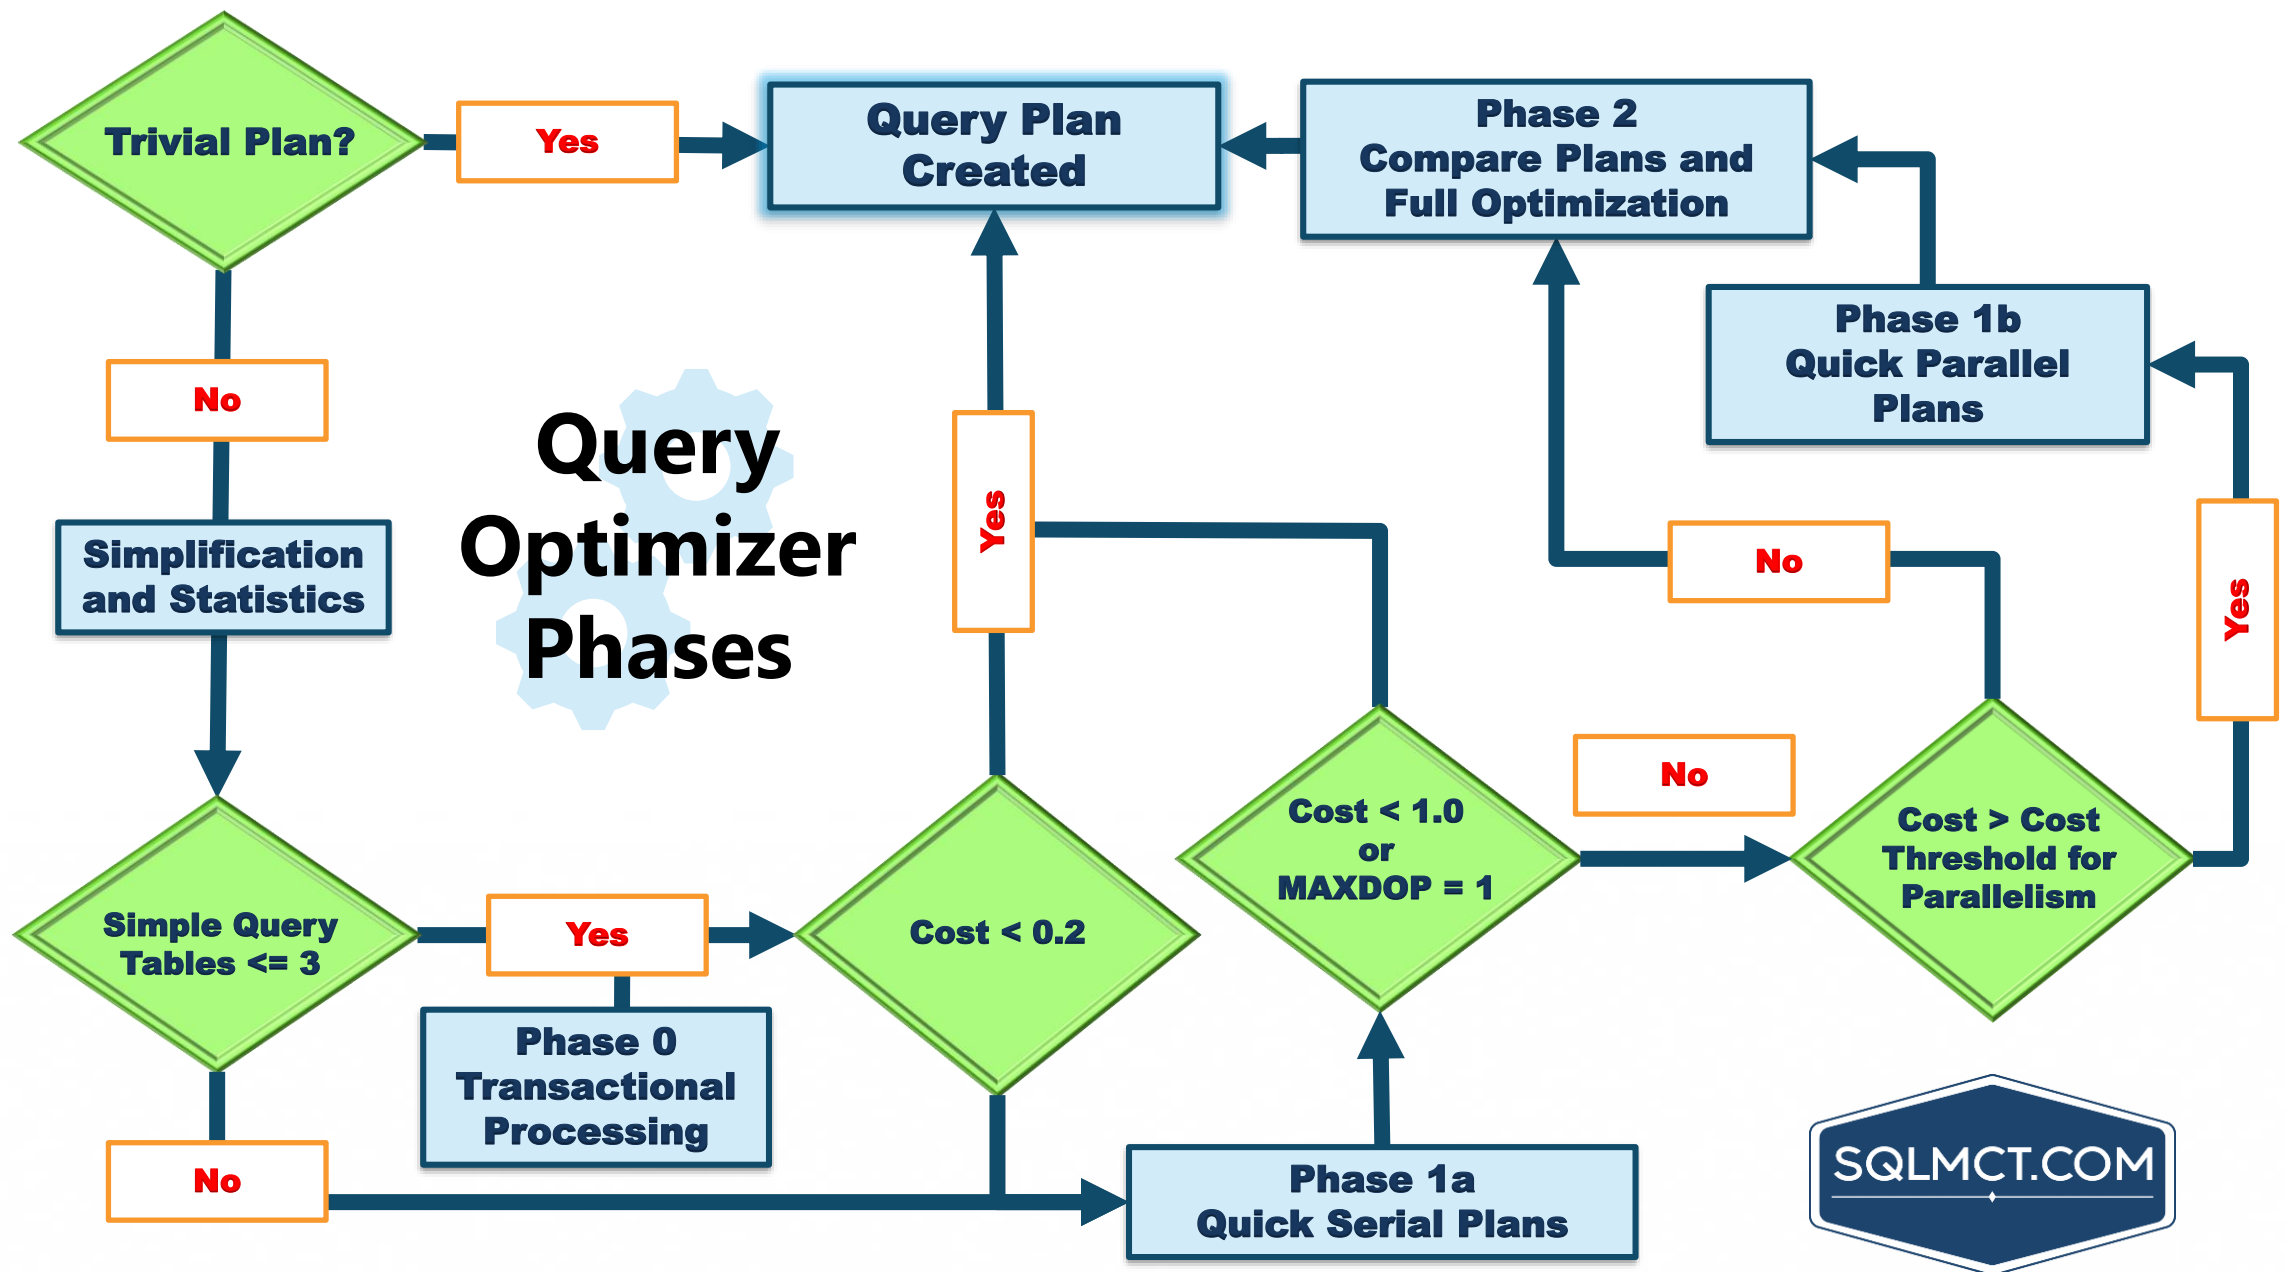 Trivial Plan?
Yes
Query Plan
Created
Phase 2
Compare Plans and
Full Optimization
No
Phase 1b
Quick Parallel
Plans
Query
Optimizer
Phases
Yes
No
Yes
Simplification
and Statistics
No
Simple Query
Tables <= 3
Yes
Phase 0
Transactional
Processing
Cost < 0.2
Cost < 1.0
or
MAXDOP = 1
Cost > Cost
Threshold for
Parallelism
No
Phase 1a
Quick Serial Plans
SQLMCT.COM